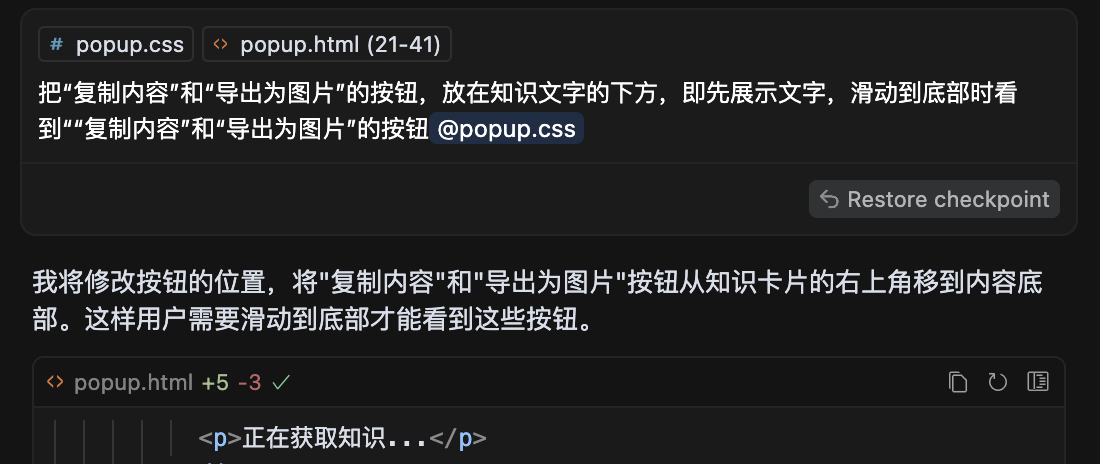 # popup.css <> popup.html (21-41)
把“复制内容”和“导出为图片”的按钮，放在知识文字的下方，即先展示文字，滑动到底部时看
到““复制内容”和“导出为图片”的按钮 @popup.css
Restore checkpoint
我将修改按钮的位置，将"复制内容"和"导出为图片"按钮从知识卡片的右上角移到内容底
部。这样用户需要滑动到底部才能看到这些按钮。
<> popup.html +5 -3
<p>正在获取知识...</p>